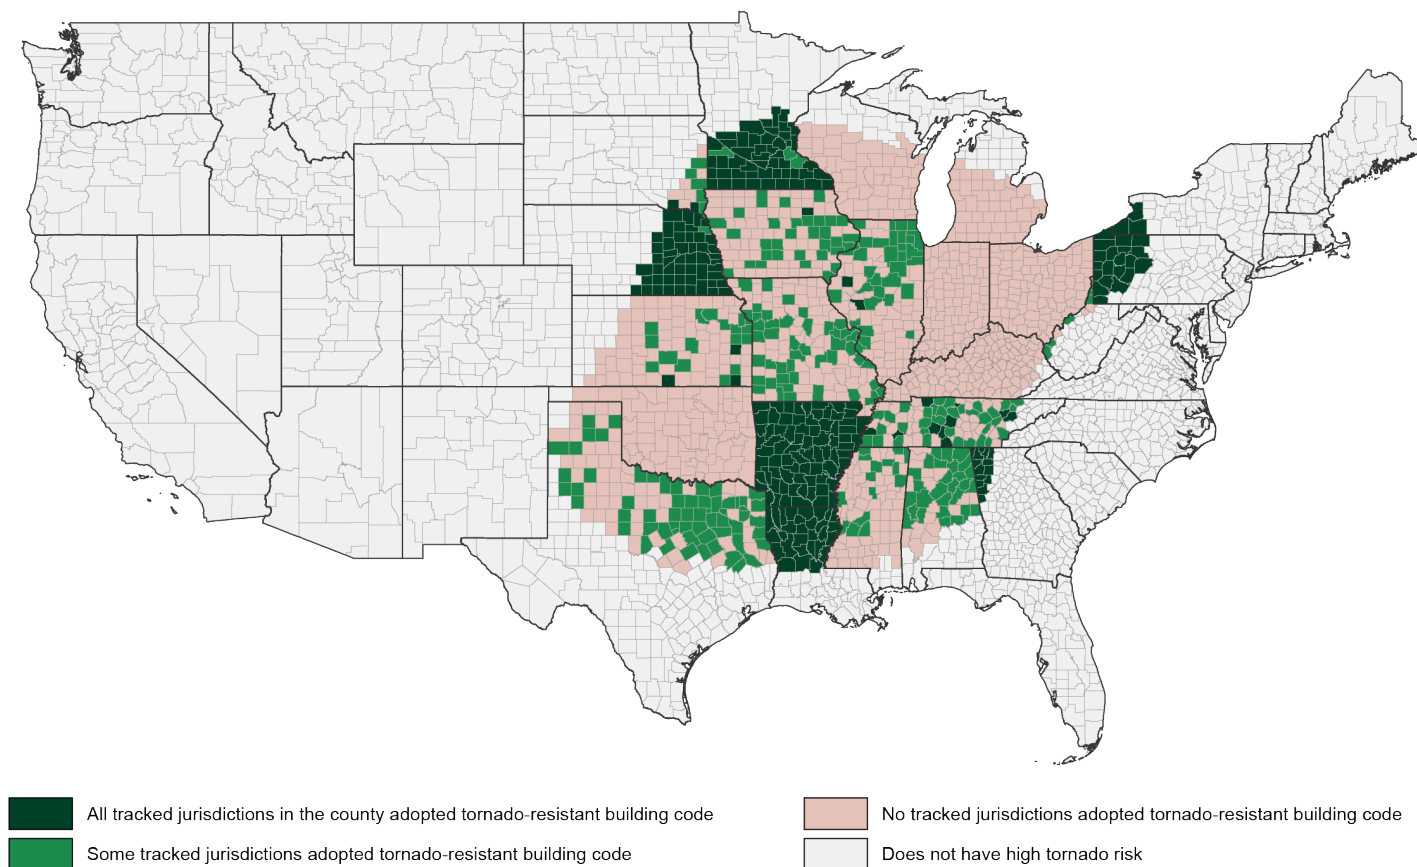 All tracked jurisdictions in the county adopted tornado-resistant building code
No tracked jurisdictions adopted tornado-resistant building code
Some tracked jurisdictions adopted tornado-resistant building code
Does not have high tornado risk